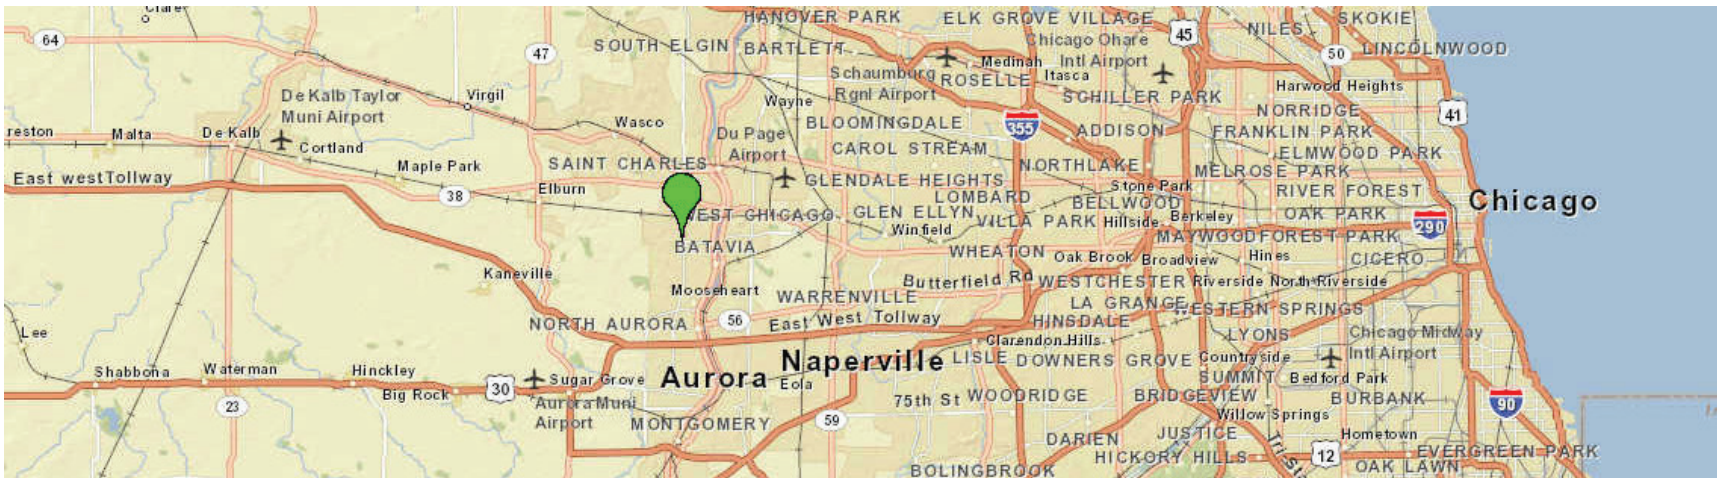 Clare
HANOVER PARK
ELK GROVE VILLAGE
SKOKIE
64
47
SOUTH ELGIN
BARTLETT
Chicago Ohare
Intl Airport
45
NILES
50
LINCOLNWOOD
Medinah
Itasca
Schaumburg
Rgnl Airport
ROSELLE
Harwood Heights
De Kalb Taylor
Muni Airport
Virgil
Wayne
SCHILLER PARK
NORRIDGE
41
reston
Malta
De Kalb
Cortland
Wasco
Du Page
Airport
BLOOMINGDALE
355
ADDISON
FRANKLIN PARK
CAROL STREAM
ELMWOOD PARK
Maple Park
SAINT CHARLES
NORTHLAKE
MELROSE PARK
East westTollway
38
Elburn
GLENDALE HEIGHTS
LOMBARD
Stone Park
BELLWOOD
RIVER FOREST
Chicago
WEST CHICAGO
GLEN ELLYN
VILLA PARK
Hillside
Berkeley
OAK PARK
290
Winfield
MAYWOOD
FOREST PARK
BATAVIA
WHEATON
Oak Brook
Broadview
Hines
CICERO
Kaneville
Butterfield Rd
WESTCHESTER
Riverside
North Riverside
Mooseheart
WARRENVILLE
LA GRANGE
WESTERN SPRINGS
NORTH AURORA
56
East West Tollway
HINSDALE
LYONS
Chicago Midway
Intl Airport
Lee
Clarendon Hills
Naperville
LISLE
DOWNERS GROVE
Countryside
Shabbona
Waterman
Hinckley
Big Rock
30
Sugar Grove
Aurora
Eola
SUMMIT
Bedford Park
23
Aurora Muni
Airport
75th St
WOODRIDGE
BRIDGEVIEW
BURBANK
90
MONTGOMERY
59
Willow Springs
DARIEN
JUSTICE
Hometown
HICKORY HILLS
Tri-St
12
EVERGREEN PARK
BOLINGBROOK
OAK LAWN